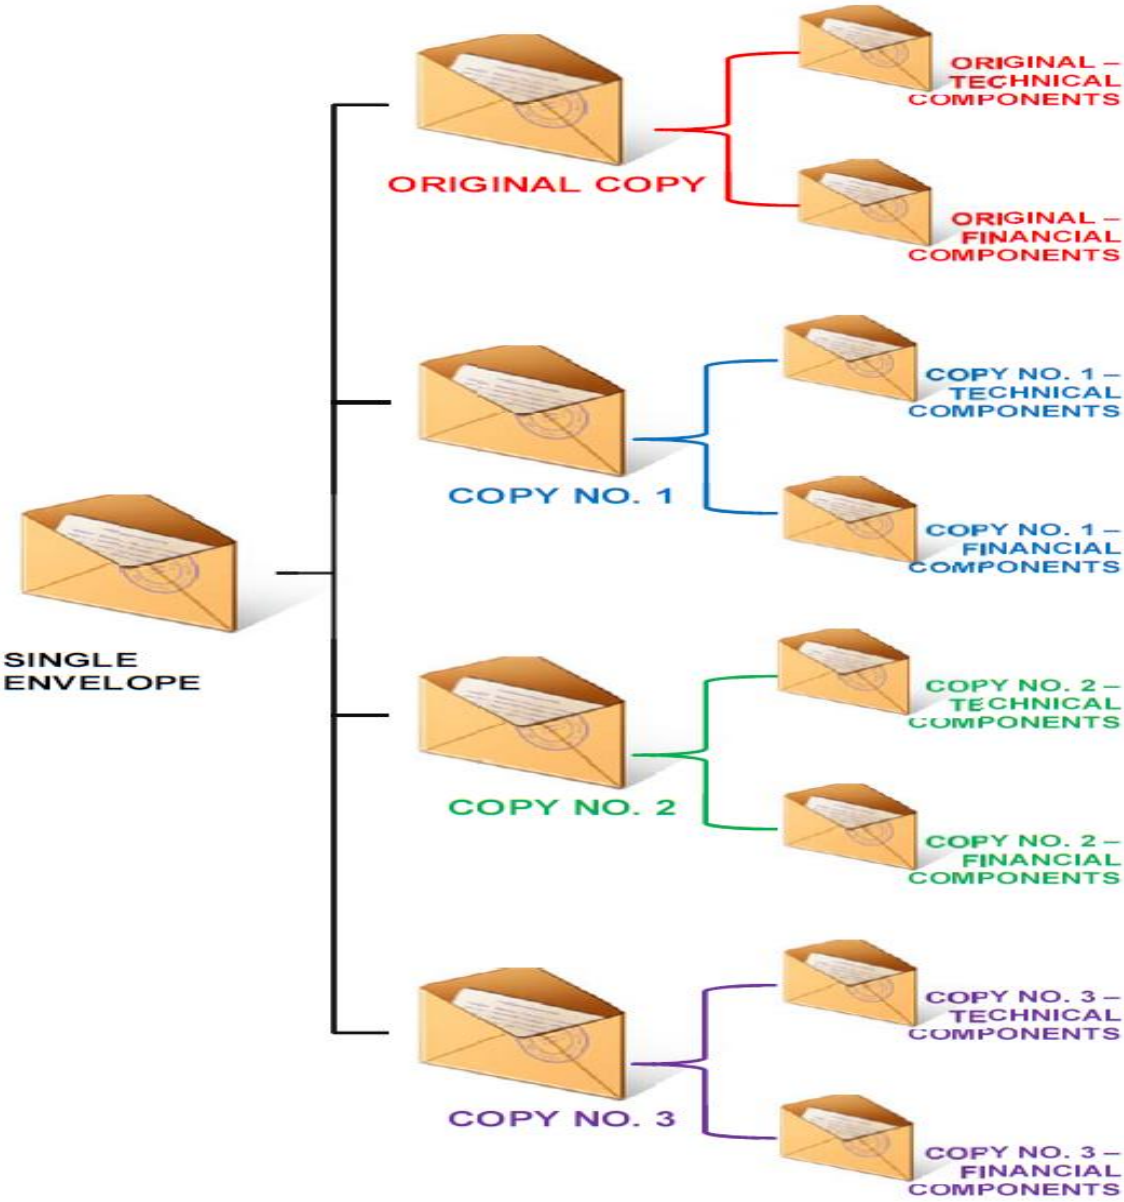 ORIGINAL –
TECHNICAL
COMPONENTS
ORIGINAL COPY
ORIGINAL –
FINANCIAL
COMPONENTS
COPY NO. 1 –
TECHNICAL
COMPONENTS
COPY NO. 1
COPY NO. 1 –
FINANCIAL
COMPONENTS
SINGLE
ENVELOPE
COPY NO. 2 –
TECHNICAL
COMPONENTS
COPY NO. 2
COPY NO. 2 –
FINANCIAL
COMPONENTS
COPY NO. 3 –
TECHNICAL
COMPONENTS
COPY NO. 3
COPY NO. 3 –
FINANCIAL
COMPONENTS